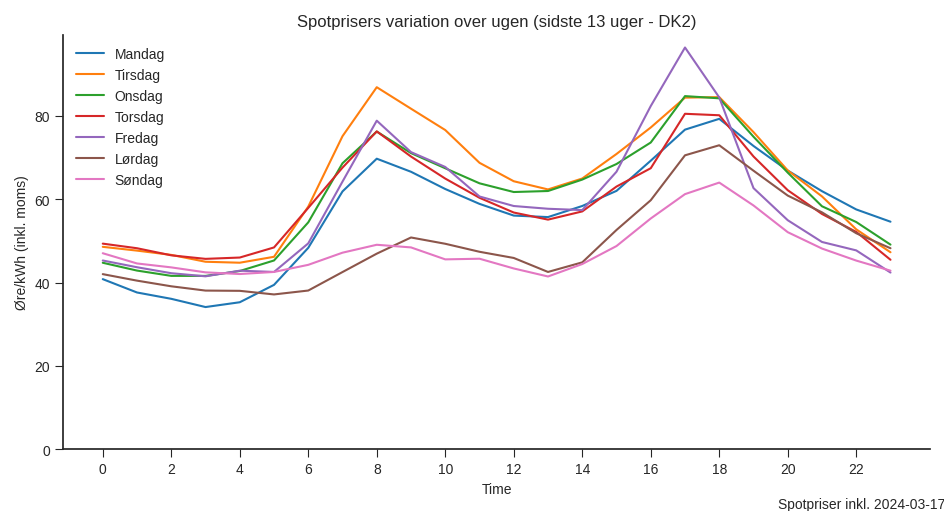 Spotprisers variation over ugen (sidste 13 uger - DK2)
Mandag
Tirsdag
Onsdag
Torsdag
Fredag
Lørdag
Søndag
Øre/kWh (inkl. moms)
80
60
40
20
0
0 2 4 6 8 10 12 14 16 18 20 22
Time
Spotpriser inkl. 2024-03-17